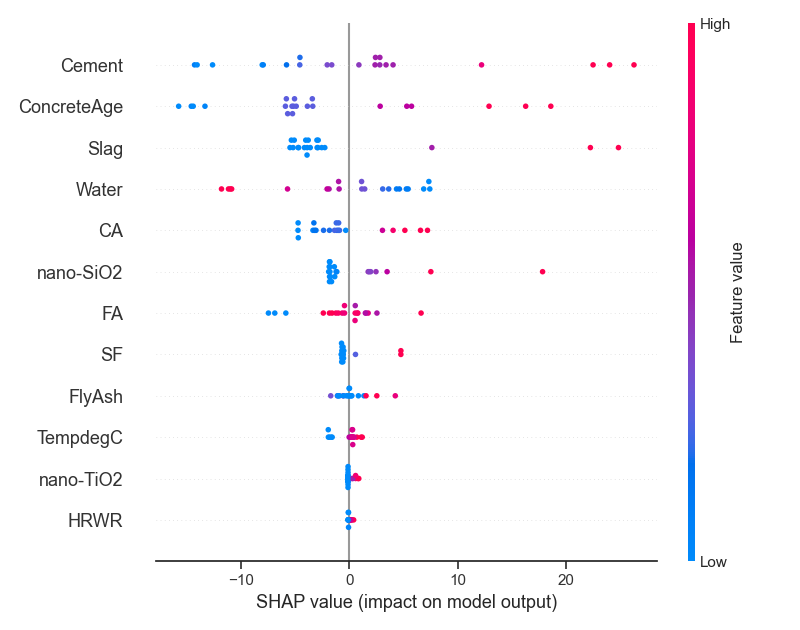 High
Cement
ConcreteAge
Slag
Water
CA
nano-SiO2
FA
SF
FlyAsh
TempdegC
nano-TiO2
HRWR
Feature value
Low
−10 0 10 20
SHAP value (impact on model output)